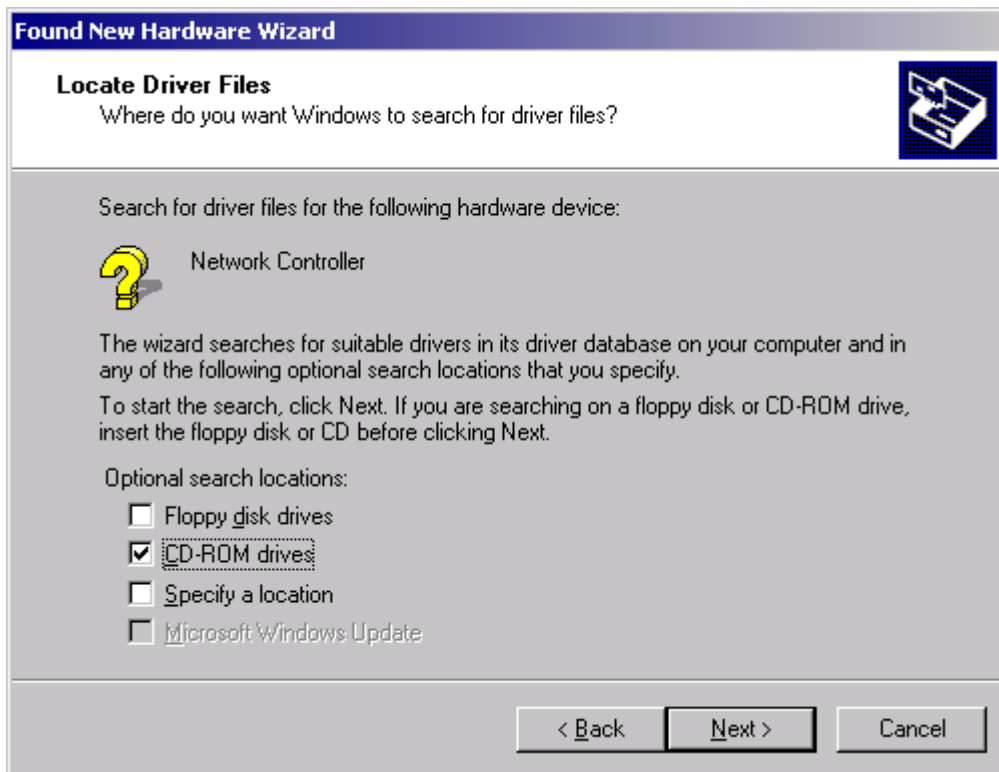 Found New Hardware Wizard
Locate Driver Files
Where do you want Windows to search for driver files?
Search for driver files for the following hardware device:
Network Controller
The wizard searches for suitable drivers in its driver database on your computer and in
any of the following optional search locations that you specify.
To start the search, click Next. If you are searching on a floppy disk or CD-ROM drive,
insert the floppy disk or CD before clicking Next.
Optional search locations:
Floppy disk drives
CD-ROM drives
Specify a location
Microsoft Windows Update
< Back Next > Cancel